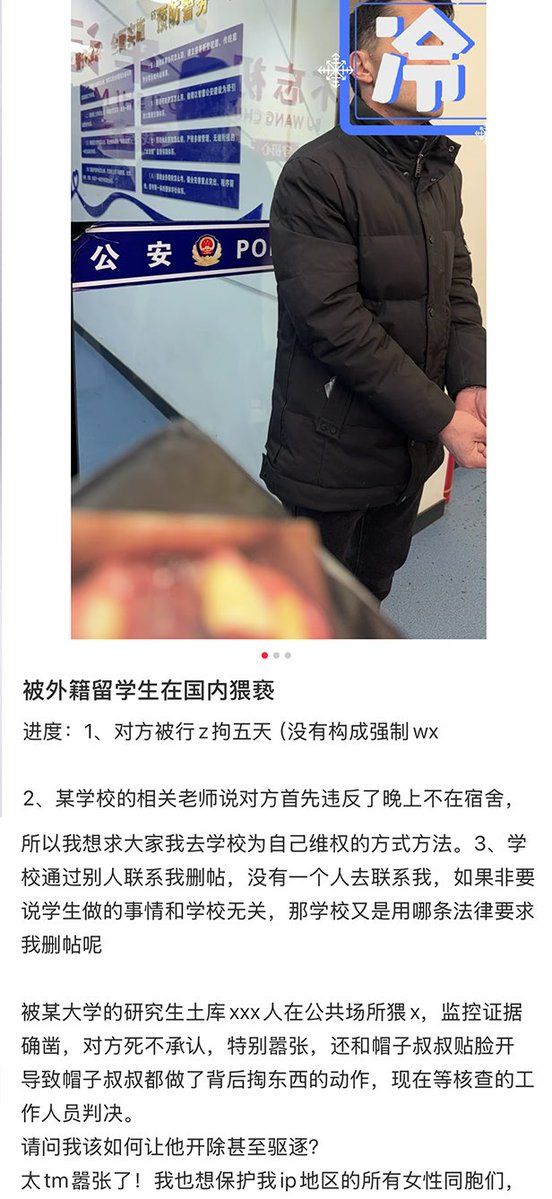 冷
公安 PO
被外籍留学生在国内猥亵
进度：1、对方被行z拘五天（没有构成强制wx
2、某学校的相关老师说对方首先违反了晚上不在宿舍，
所以我想求大家我去学校为自己维权的方式方法。3、学
校通过别人联系我删帖，没有一个人去联系我，如果非要
说学生做的事情和学校无关，那学校又是用哪条法律要求
我删帖呢
被某大学的研究生土库xxx人在公共场所猥x，监控证据
确凿，对方死不承认，特别嚣张，还和帽子叔叔贴脸开
导致帽子叔叔都做了背后掏东西的动作，现在等核查的工
作人员判决。
请问我该如何让他开除甚至驱逐？
太tm嚣张了！我也想保护我ip地区的所有女性同胞们，